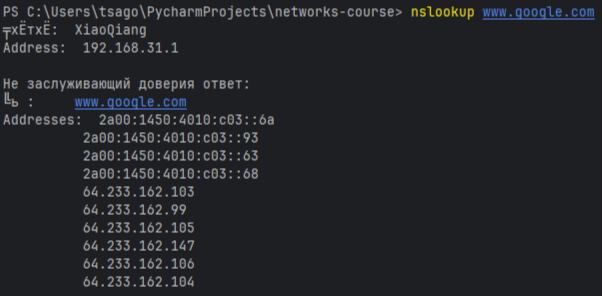 PS C:\Users\tsago\PycharmProjects\networks-course> nslookup www.google.com
╤хЁтхЁ:  XiaoQiang
Address:  192.168.31.1
Не заслуживающий доверия ответ:
╚ь :     www.google.com
Addresses:  2a00:1450:4010:c03::6a
2a00:1450:4010:c03::93
2a00:1450:4010:c03::63
2a00:1450:4010:c03::68
64.233.162.103
64.233.162.99
64.233.162.105
64.233.162.147
64.233.162.106
64.233.162.104